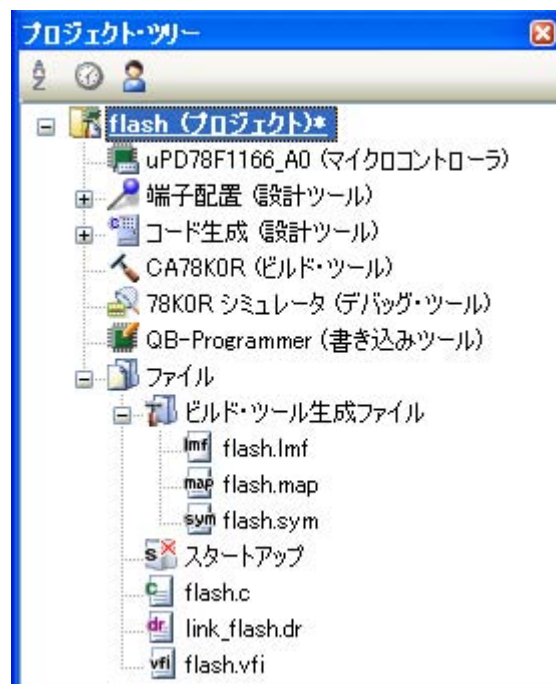 プロジェクト・ツリー
flash (プロジェクト)*
uPD78F1166_A0 (マイクロコントローラ)
端子配置 (設計ツール)
コード生成 (設計ツール)
CA78K0R (ビルド・ツール)
78K0R シミュレータ (デバッグ・ツール)
QB-Programmer (書き込みツール)
ファイル
ビルド・ツール生成ファイル
lmf flash.lmf
map flash.map
sym flash.sym
s スタートアップ
c flash.c
dr link_flash.dr
vfi flash.vfi